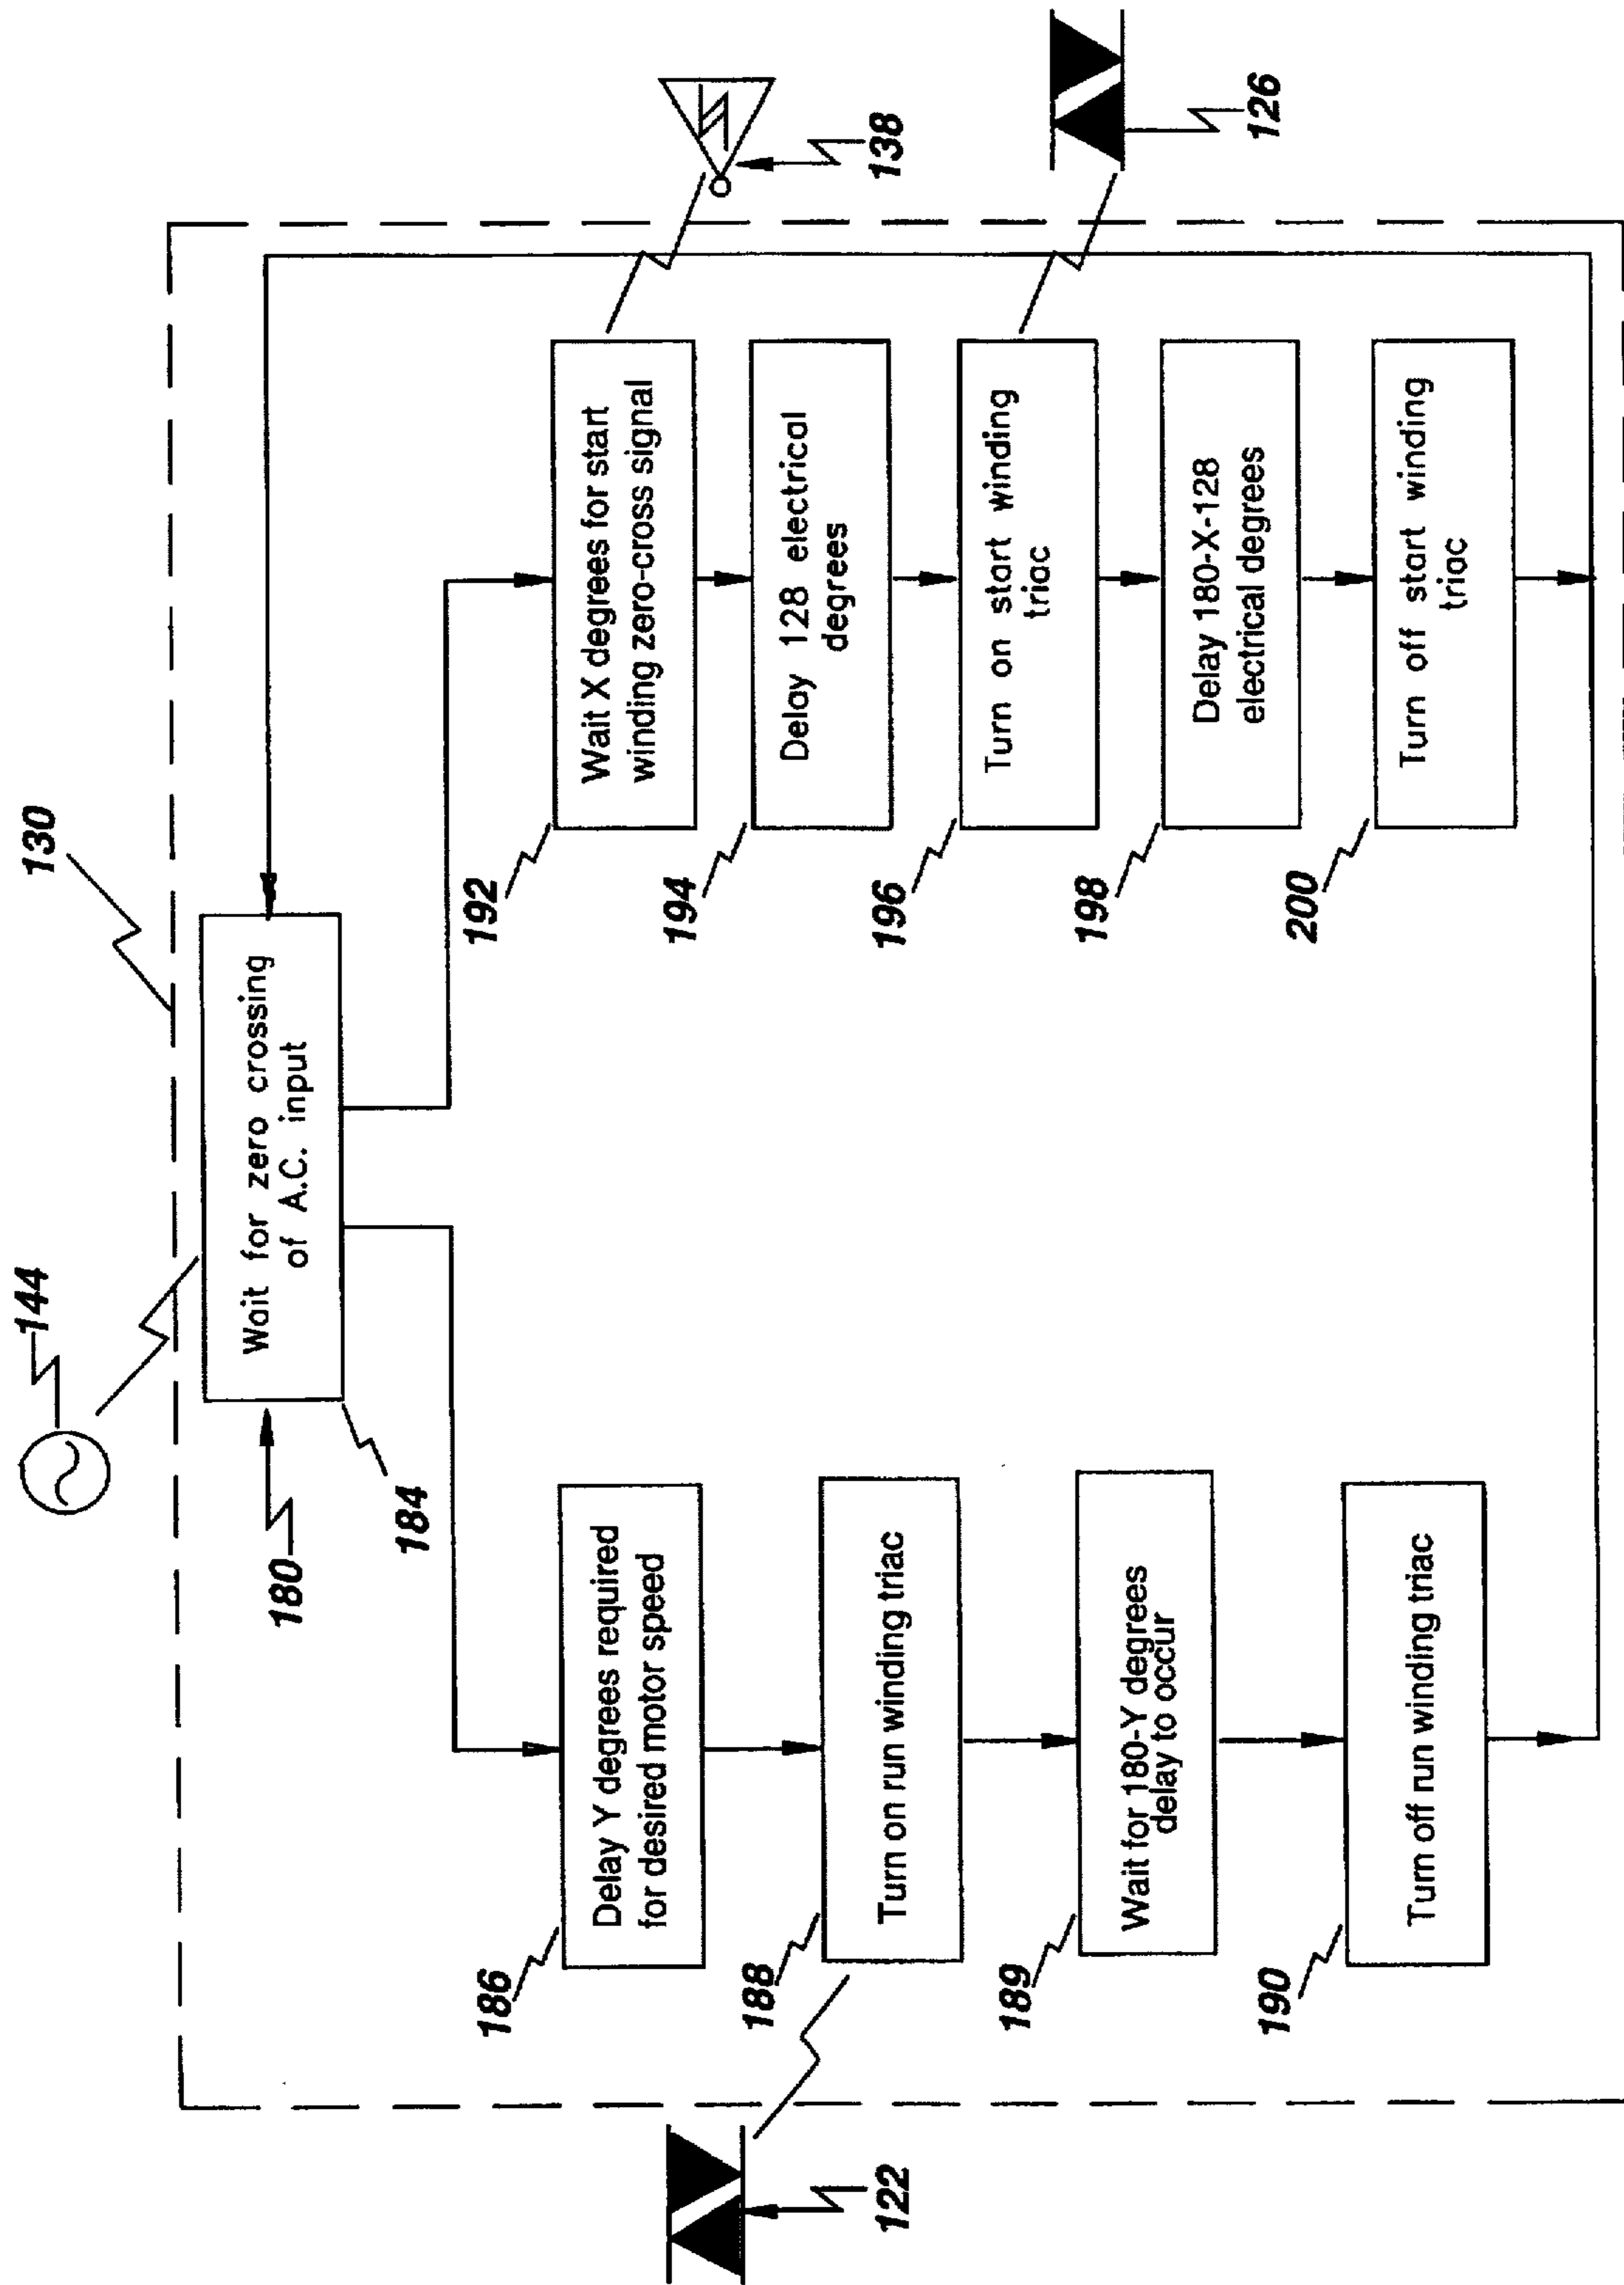 144
130
180
184
Wait for zero crossing
of A.C. input
186
Delay Y degrees required
for desired motor speed
122
188
Turn on run winding triac
189
Wait for 180-Y degrees
delay to occur
190
Turn off run winding triac
192
Wait X degrees for start
winding zero-cross signal
138
194
Delay 128 electrical
degrees
196
Turn on start winding
triac
126
198
Delay 180-X-128
electrical degrees
200
Turn off start winding
triac